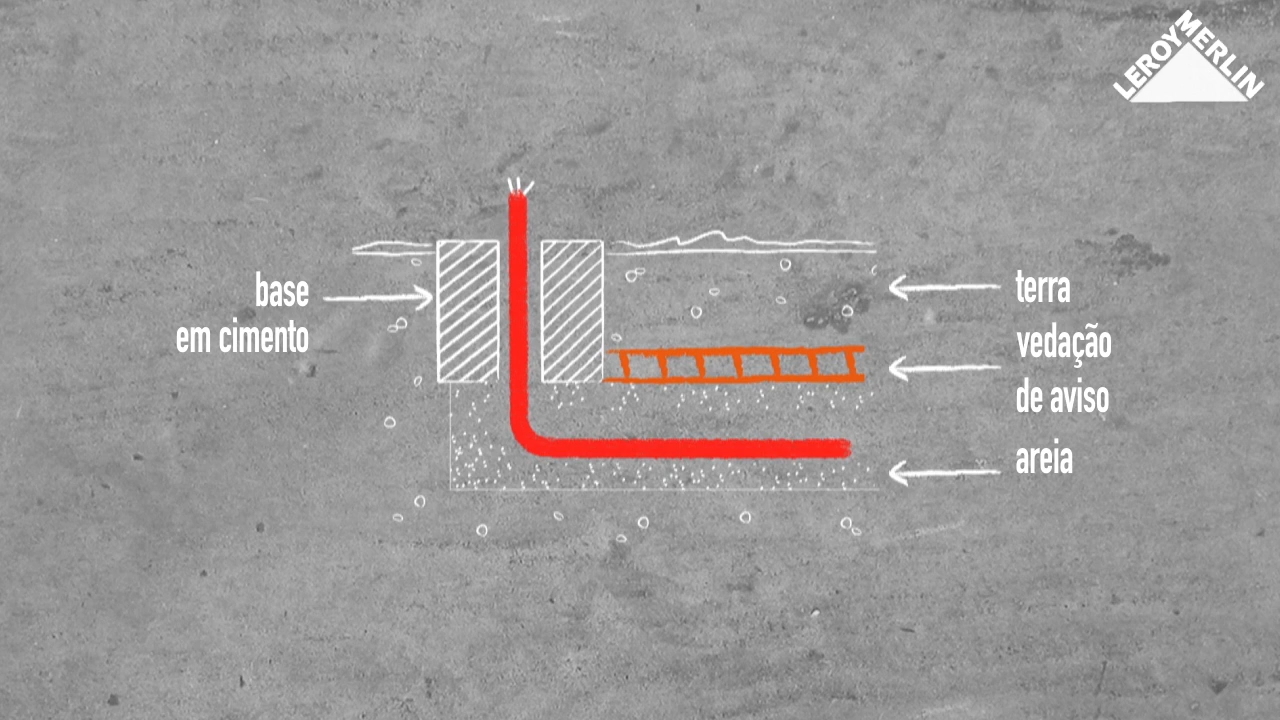 LEROY MERLIN
base
em cimento
terra
vedação
de aviso
areia